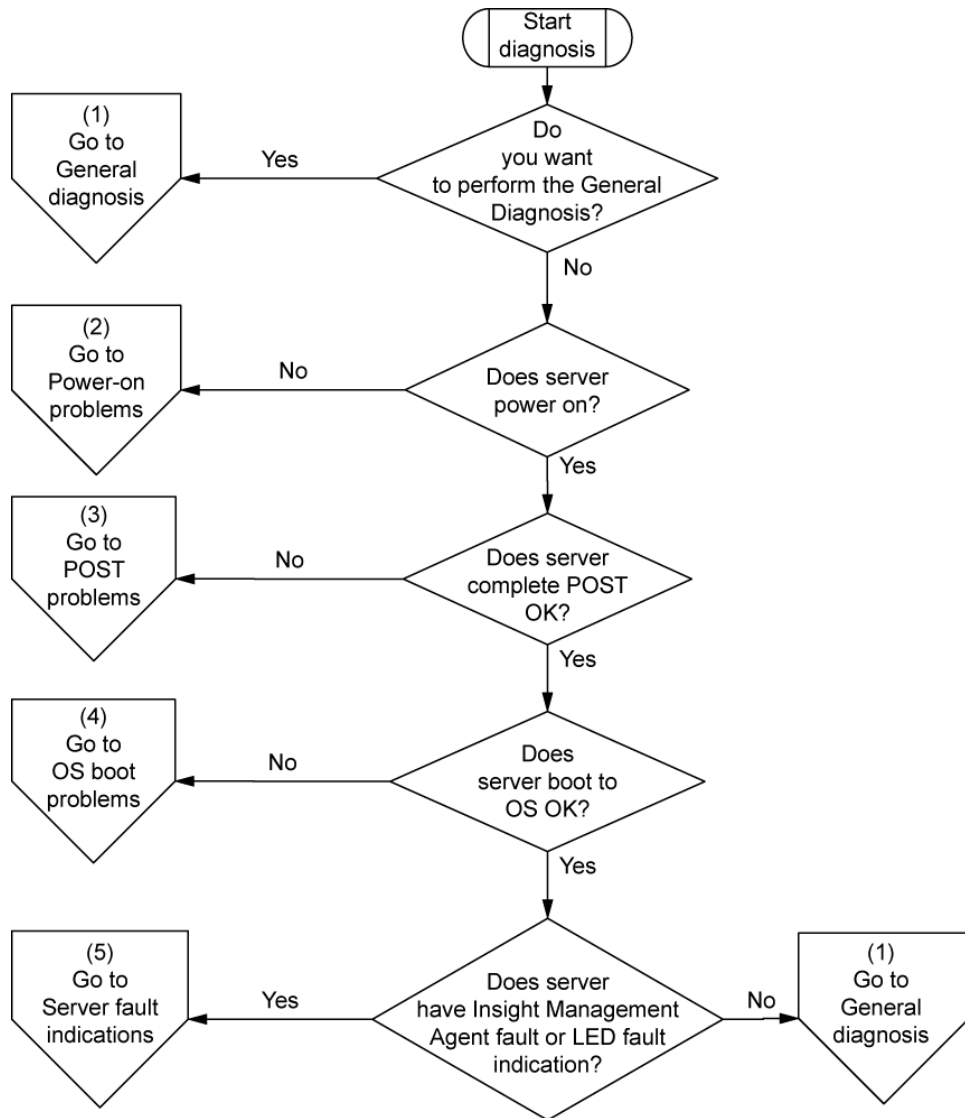 Start
diagnosis
Do
you want
to perform the General
Diagnosis?
Yes
(1)
Go to
General
diagnosis
No
Does server
power on?
No
(2)
Go to
Power-on
problems
Yes
Does server
complete POST
OK?
No
(3)
Go to
POST
problems
Yes
Does
server boot to
OS OK?
No
(4)
Go to
OS boot
problems
Yes
Does server
have Insight Management
Agent fault or LED fault
indication?
Yes
(5)
Go to
Server fault
indications
No
(1)
Go to
General
diagnosis